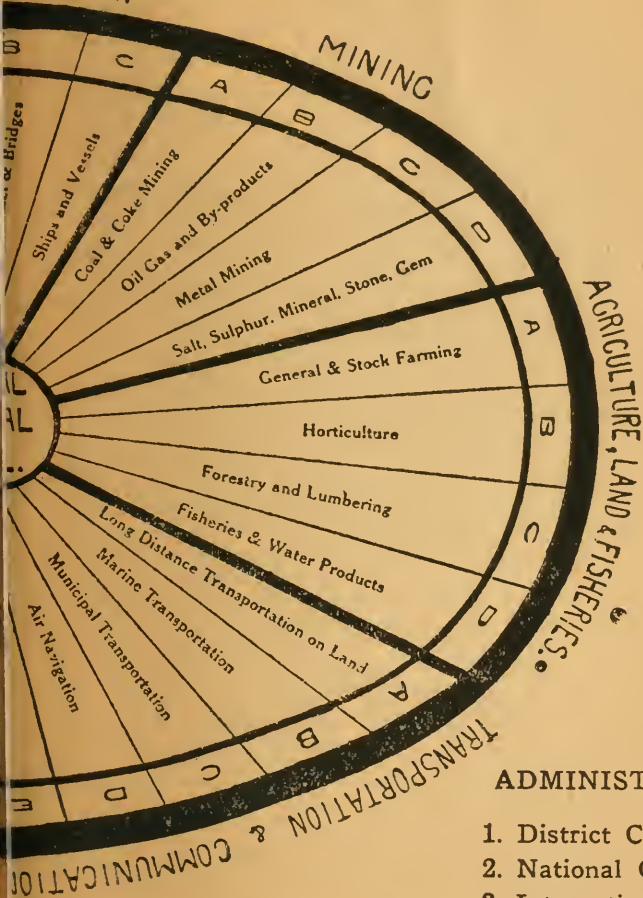 MINING
B
C
A
B
C
D
& Bridges
Ships and Vessels
Coal & Coke Mining
Oil Gas and By-products
Metal Mining
Salt, Sulphur, Mineral, Stone, Gem
AGRICULTURE, LAND & FISHERIES.
A
B
C
D
General & Stock Farming
Horticulture
Forestry and Lumbering
Fisheries & Water Products
AL
TRANSPORTATION & COMMUNICATION
A
B
C
D
E
Long Distance Transportation on Land
Marine Transportation
Municipal Transportation
Air Navigation
ADMINIST
1. District C
2. National C